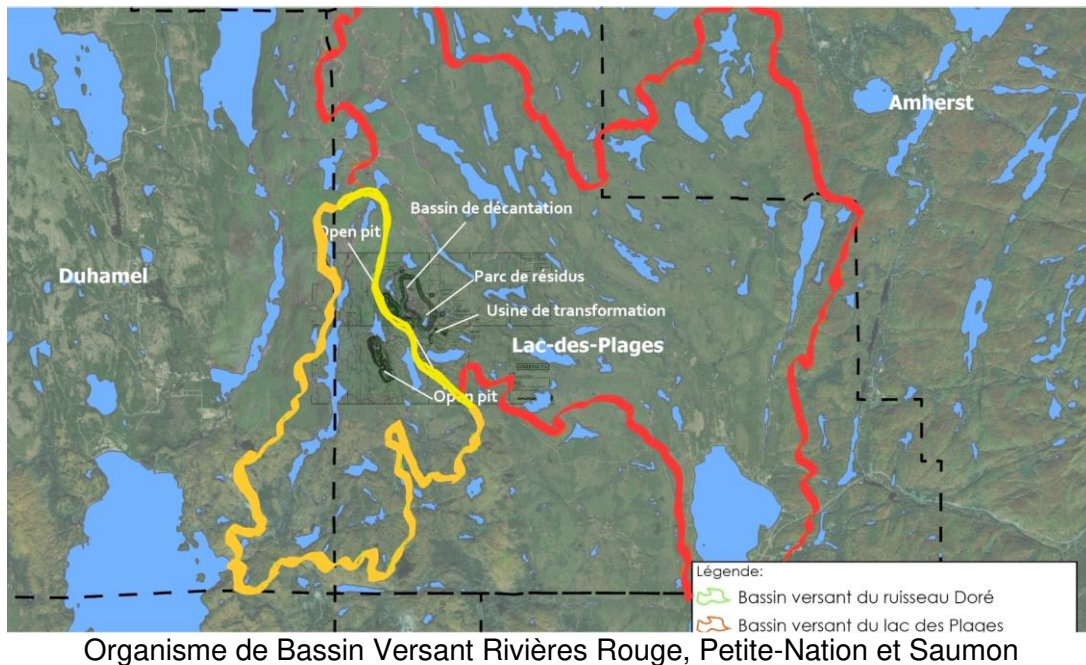 Amherst
Bassin de décantation
Open pit
Duhamel
Parc de résidus
Usine de transformation
Lac-des-Plages
Open pit
Légende:
Bassin versant du ruisseau Doré
Bassin versant du lac des Plages
Organisme de Bassin Versant Rivières Rouge, Petite-Nation et Saumon